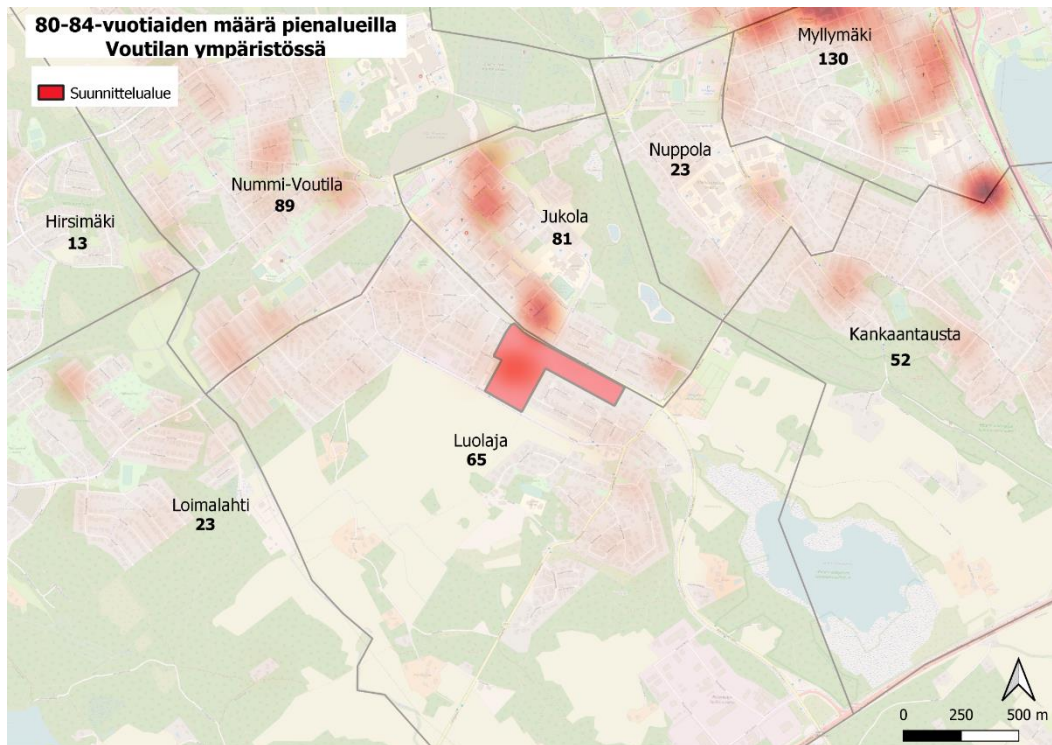 80-84-vuotiaiden määrä pienalueilla
Voutilan ympäristössä
Suunnittelualue
Myllymäki
130
Nuppola
23
Nummi-Voutila
89
Hirsimäki
13
Jukola
81
Kankaantausta
52
Luolaja
65
Loimalahti
23
0 250 500 m